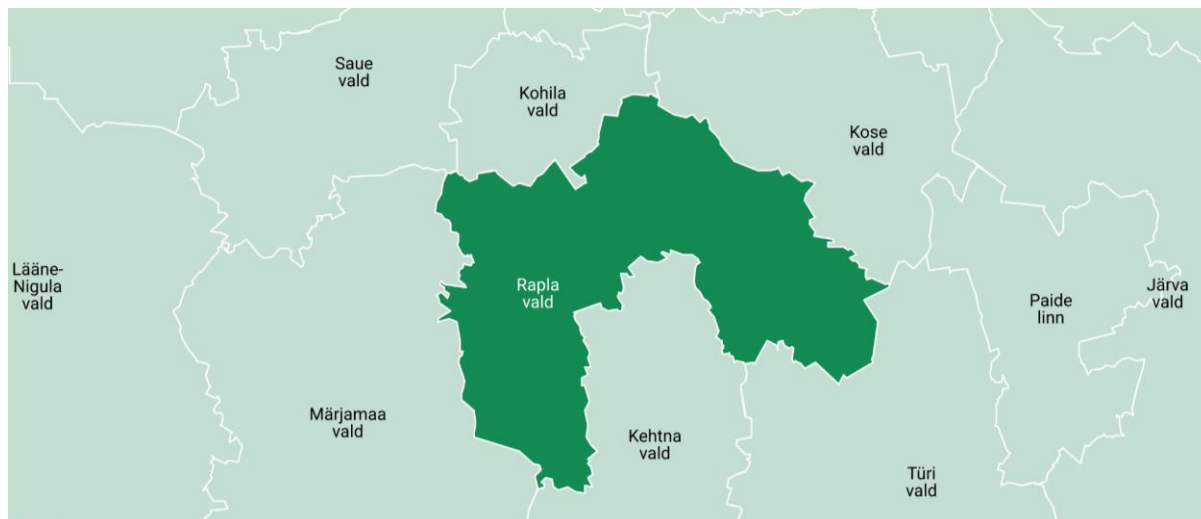 Saue
vald
Kohila
vald
Kose
vald
Lääne-
Nigula
vald
Rapla
vald
Paide
linn
Järva
vald
Märjamaa
vald
Kehtna
vald
Türi
vald